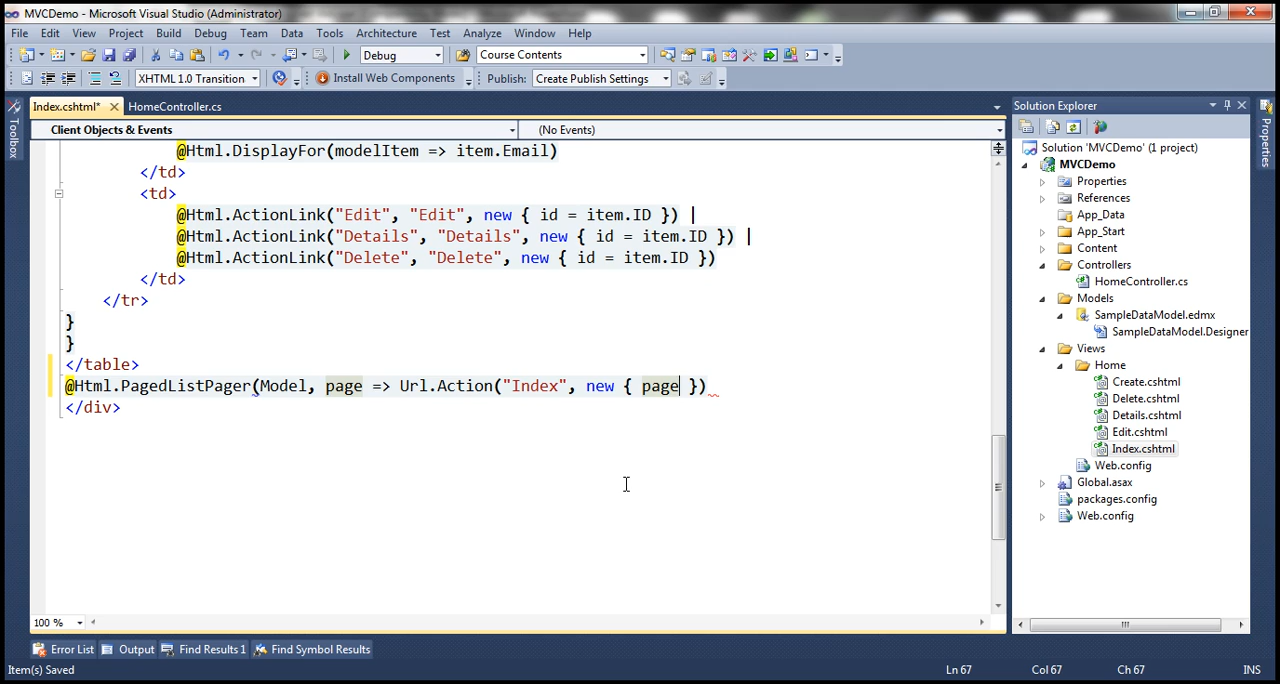 MVCDemo - Microsoft Visual Studio (Administrator)
File Edit View Project Build Debug Team Data Tools Architecture Test Analyze Window Help
Debug Course Contents
XHTML 1.0 Transition Install Web Components Publish: Create Publish Settings
Index.cshtml* HomeController.cs
Client Objects & Events (No Events)
Toolbox
@Html.DisplayFor(modelItem => item.Email)
</td>
<td>
@Html.ActionLink("Edit", "Edit", new { id = item.ID }) |
@Html.ActionLink("Details", "Details", new { id = item.ID }) |
@Html.ActionLink("Delete", "Delete", new { id = item.ID })
</td>
</tr>
}
}
</table>
@Html.PagedListPager(Model, page => Url.Action("Index", new { page })
</div>
100 %
Solution Explorer
Solution 'MVCDemo' (1 project)
MVCDemo
Properties
References
App_Data
App_Start
Content
Controllers
HomeController.cs
Models
SampleDataModel.edmx
SampleDataModel.Designer
Views
Home
Create.cshtml
Delete.cshtml
Details.cshtml
Edit.cshtml
Index.cshtml
Web.config
Global.asax
packages.config
Web.config
Properties
Error List Output Find Results 1 Find Symbol Results
Item(s) Saved Ln 67 Col 67 Ch 67 INS